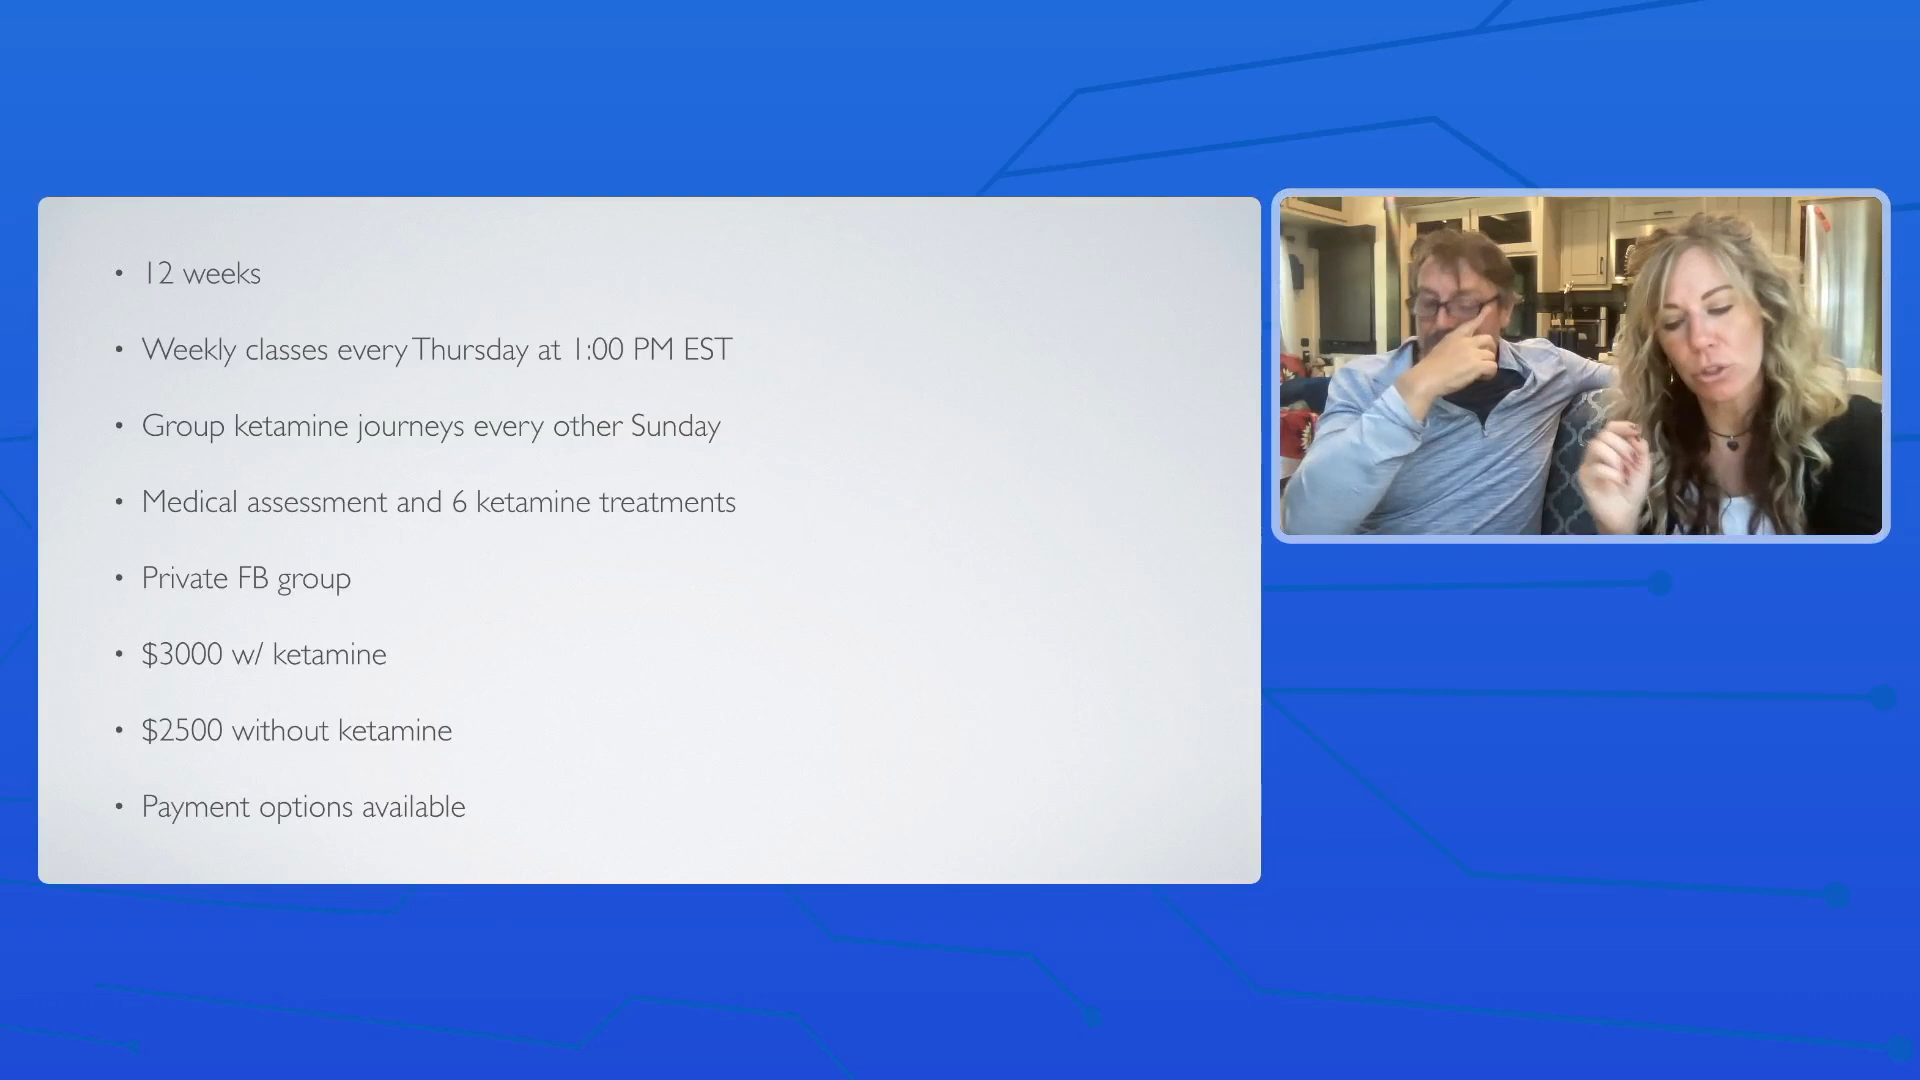 • 12 weeks
• Weekly classes every Thursday at 1:00 PM EST
• Group ketamine journeys every other Sunday
• Medical assessment and 6 ketamine treatments
• Private FB group
• $3000 w/ ketamine
• $2500 without ketamine
• Payment options available